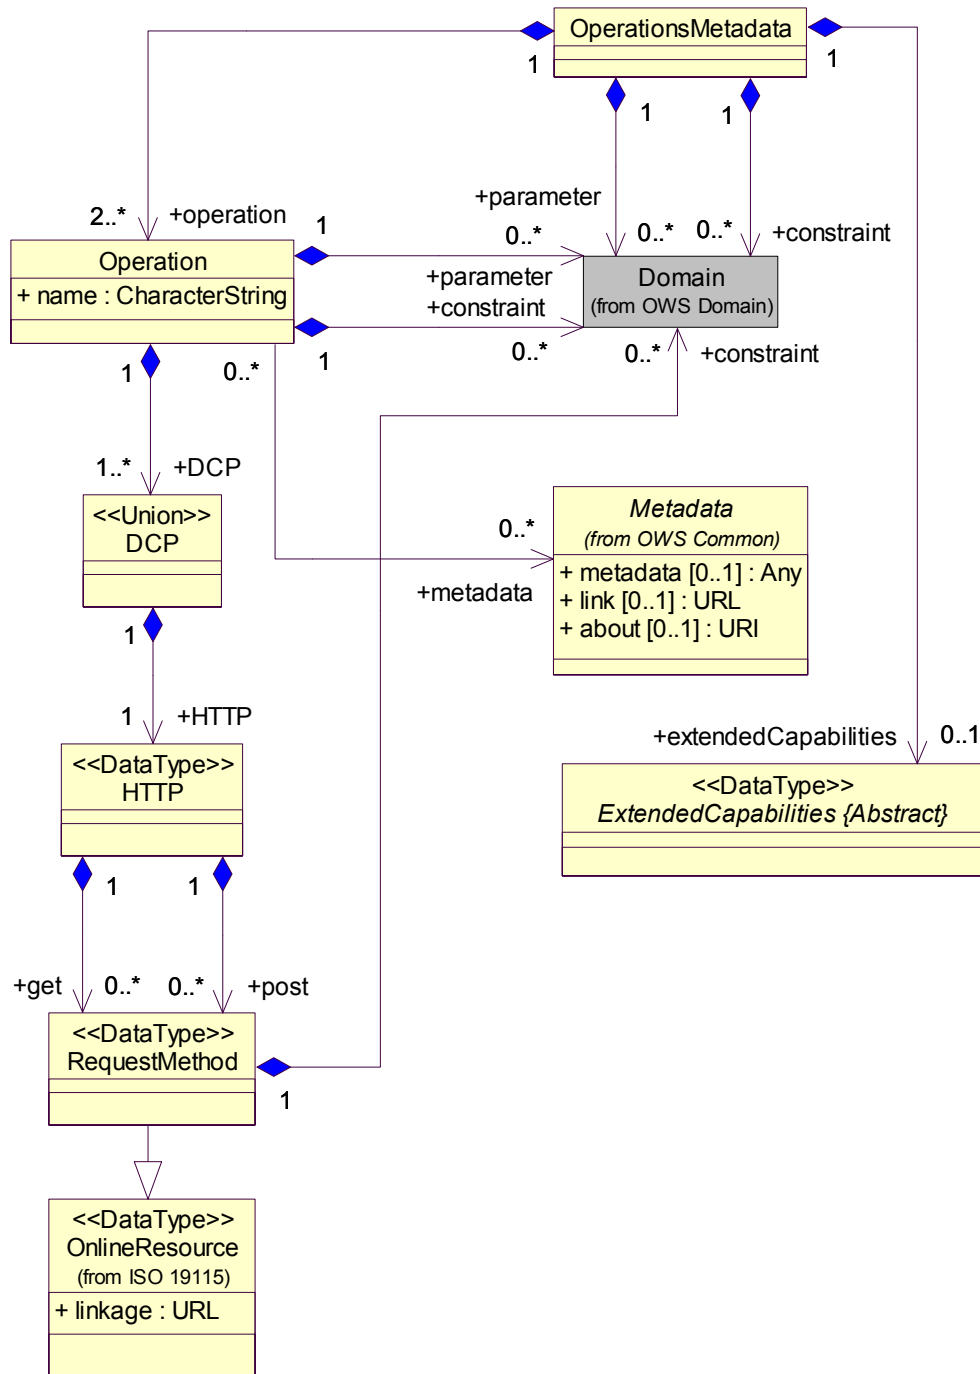 OperationsMetadata
1
1
1
1
+parameter
2..*
+operation
1
0..*
0..*
0..*
+constraint
Operation
+ name : CharacterString
+parameter
+constraint
Domain
(from OWS Domain)
1
0..*
1
0..*
0..*
+constraint
1..*
+DCP
<<Union>>
DCP
0..*
+metadata
Metadata
(from OWS Common)
+ metadata [0..1] : Any
+ link [0..1] : URL
+ about [0..1] : URI
1
1
+HTTP
+extendedCapabilities
0..1
<<DataType>>
HTTP
<<DataType>>
ExtendedCapabilities {Abstract}
1
1
+get
0..*
0..*
+post
<<DataType>>
RequestMethod
1
<<DataType>>
OnlineResource
(from ISO 19115)
+ linkage : URL